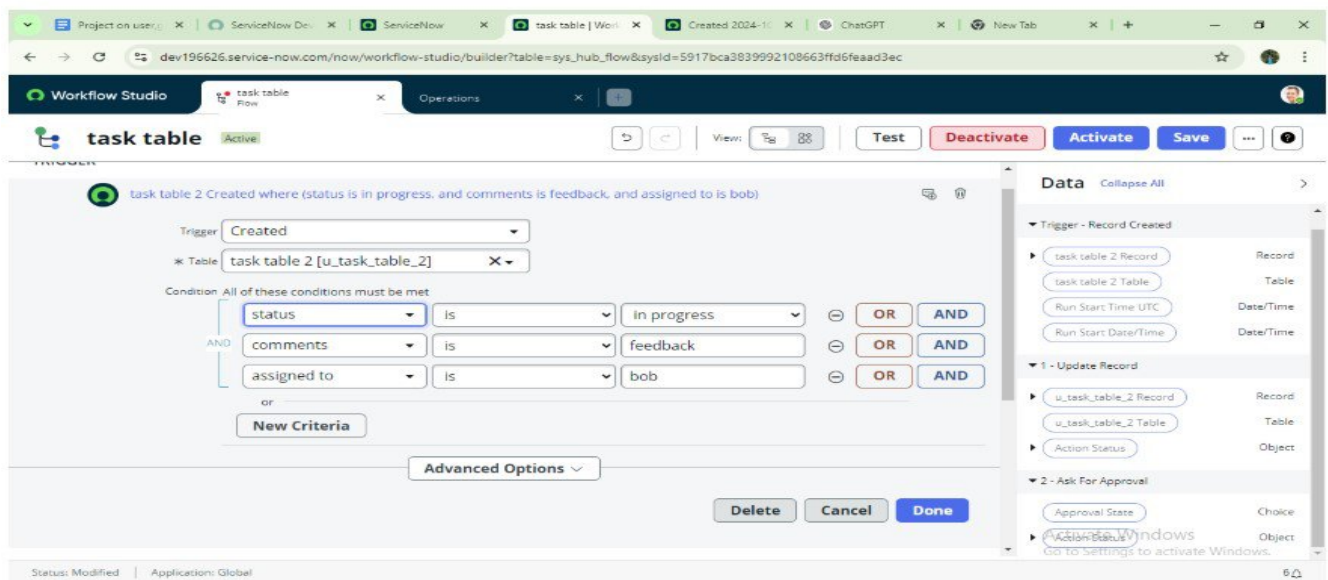 Project on user,g
ServiceNow Dev
ServiceNow
task table | Work
Created 2024-10
ChatGPT
New Tab
dev196626.service-now.com/now/workflow-studio/builder?table=sys_hub_flow&sysId=5917bca3839992108663ffd6feaad3ec
Workflow Studio
task table
Flow
Operations
task table Active
View:
Test
Deactivate
Activate
Save
TRIGGER
task table 2 Created where (status is in progress, and comments is feedback, and assigned to is bob)
Trigger Created
* Table task table 2 [u_task_table_2]
Condition All of these conditions must be met
status is in progress OR AND
AND
comments is feedback OR AND
assigned to is bob OR AND
or
New Criteria
Advanced Options
Delete Cancel Done
Data Collapse All
Trigger - Record Created
task table 2 Record Record
task table 2 Table Table
Run Start Time UTC Date/Time
Run Start Date/Time Date/Time
1 - Update Record
u_task_table_2 Record Record
u_task_table_2 Table Table
Action Status Object
2 - Ask For Approval
Approval State Choice
Action Status Object
Activate Windows
Go to Settings to activate Windows.
Status: Modified | Application: Global
6